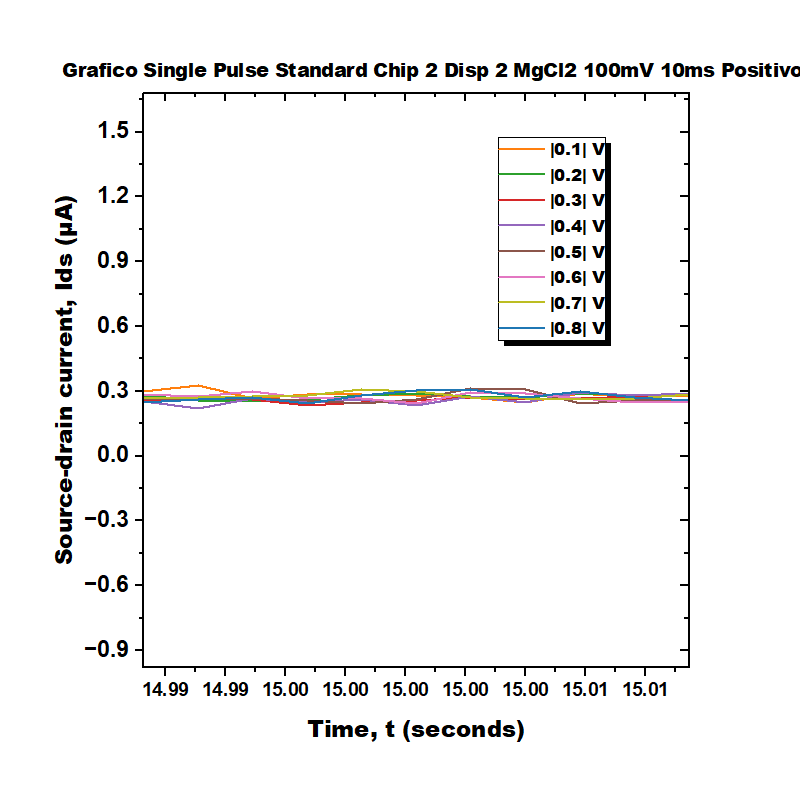 Grafico Single Pulse Standard Chip 2 Disp 2 MgCl2 100mV 10ms Positivo
1.5
1.2
0.9
0.6
0.3
0.0
−0.3
−0.6
−0.9
Source-drain current, Ids (µA)
|0.1| V
|0.2| V
|0.3| V
|0.4| V
|0.5| V
|0.6| V
|0.7| V
|0.8| V
14.99 14.99 15.00 15.00 15.00 15.00 15.00 15.01 15.01
Time, t (seconds)